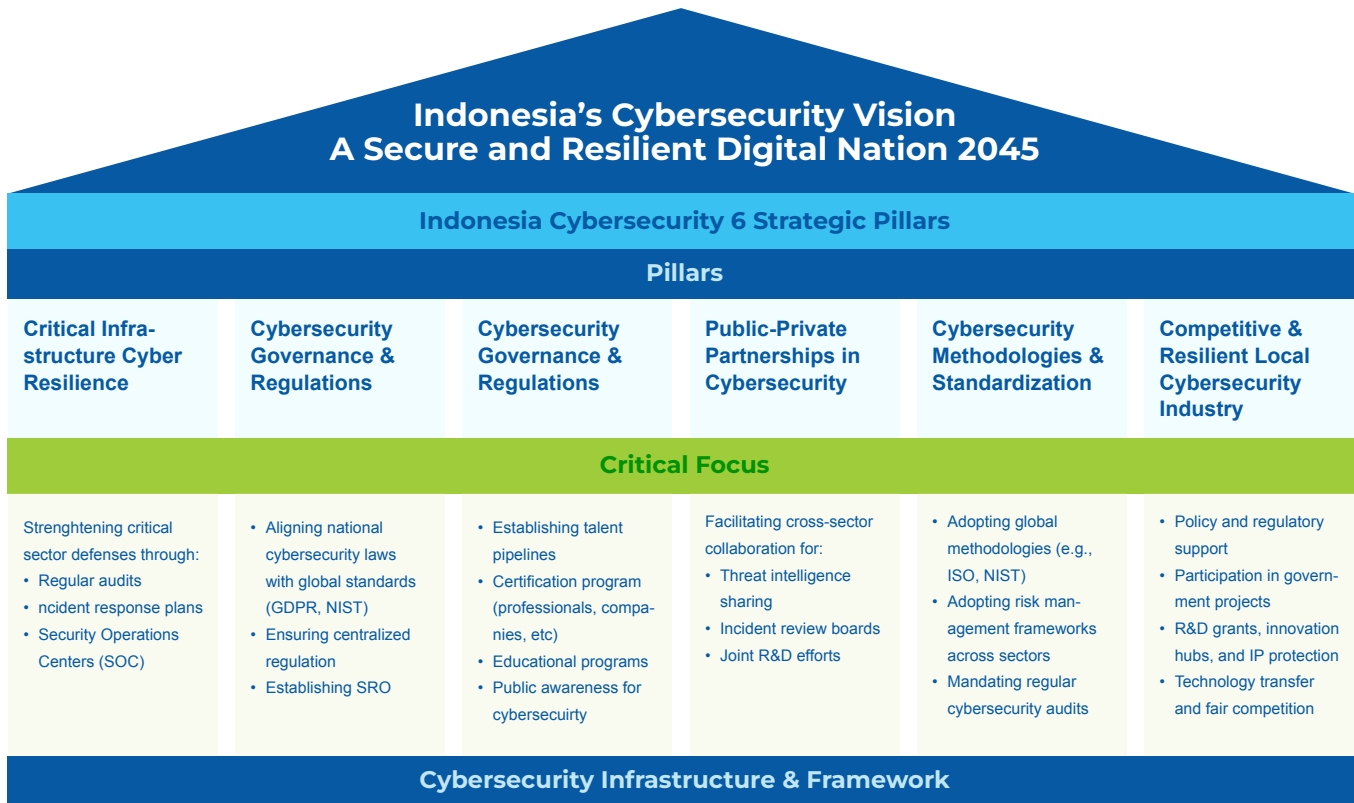 Indonesia's Cybersecurity Vision
A Secure and Resilient Digital Nation 2045
Indonesia Cybersecurity 6 Strategic Pillars
Pillars
Critical Infra-
structure Cyber
Resilience
Cybersecurity
Governance &
Regulations
Cybersecurity
Governance &
Regulations
Public-Private
Partnerships in
Cybersecurity
Cybersecurity
Methodologies &
Standardization
Competitive &
Resilient Local
Cybersecurity
Industry
Critical Focus
Strenghtening critical
sector defenses through:
• Regular audits
• ncident response plans
• Security Operations
Centers (SOC)
• Aligning national
cybersecurity laws
with global standards
(GDPR, NIST)
• Ensuring centralized
regulation
• Establishing SRO
• Establishing talent
pipelines
• Certification program
(professionals, compa-
nies, etc)
• Educational programs
• Public awareness for
cybersecuirty
Facilitating cross-sector
collaboration for:
• Threat intelligence
sharing
• Incident review boards
• Joint R&D efforts
• Adopting global
methodologies (e.g.,
ISO, NIST)
• Adopting risk man-
agement frameworks
across sectors
• Mandating regular
cybersecurity audits
• Policy and regulatory
support
• Participation in govern-
ment projects
• R&D grants, innovation
hubs, and IP protection
• Technology transfer
and fair competition
Cybersecurity Infrastructure & Framework